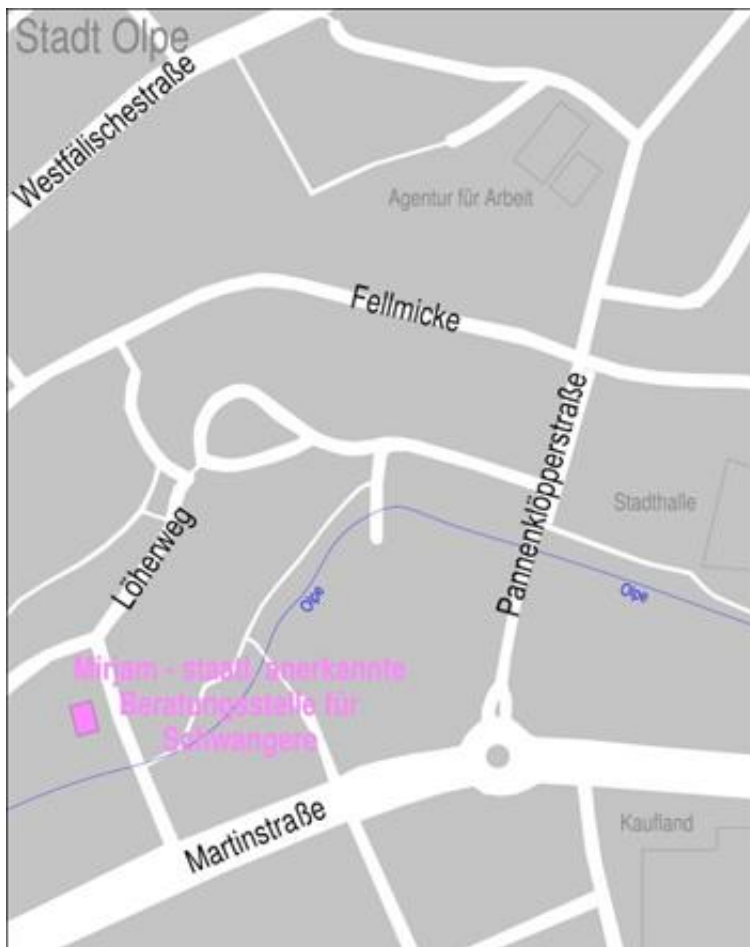 Stadt Olpe
Westfälischestraße
Agentur für Arbeit
Fellmicke
Pannenklöpperstraße
Stadthalle
Löherweg
Olpe
Olpe
Mirjam - staatl. anerkannte
Beratungsstelle für
Schwangere
Martinstraße
Kaufland